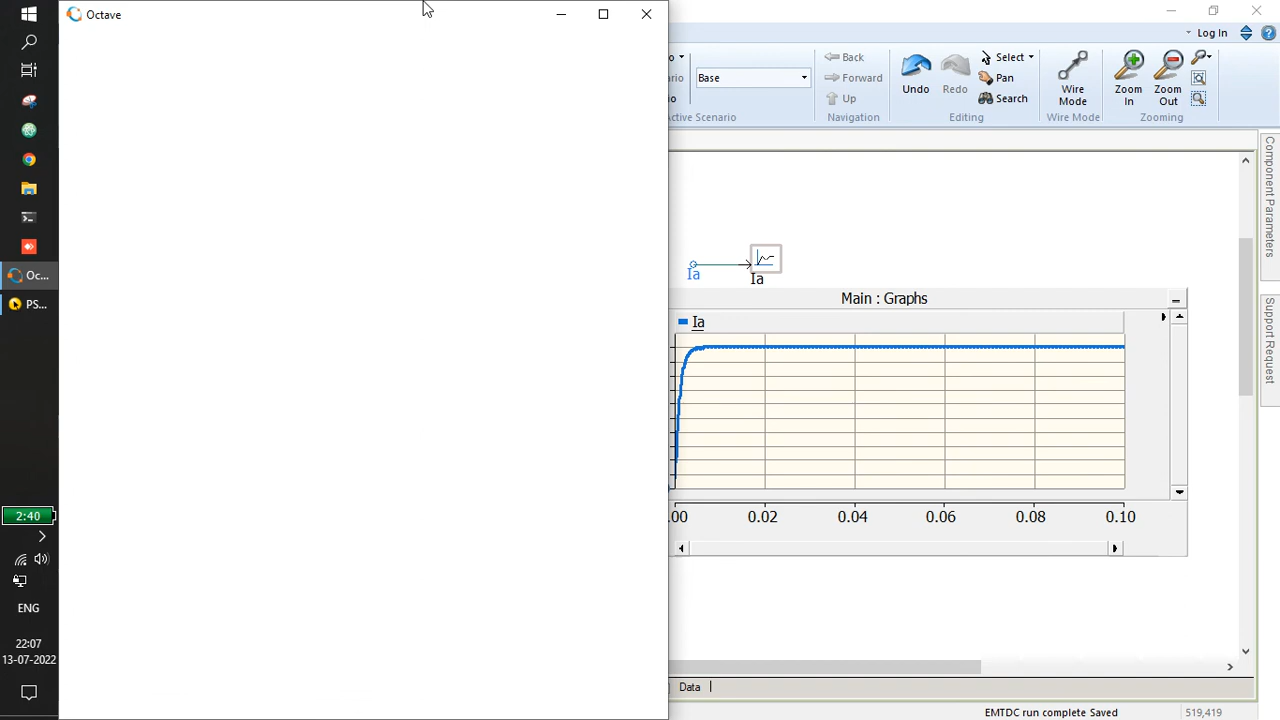 Octave
Log In
Base
Back
Forward
Up
Navigation
Undo
Redo
Select
Pan
Search
Editing
Wire
Mode
Wire Mode
Zoom
In
Zoom
Out
Zooming
ctive Scenario
Component Parameters
Support Request
Ia
Ia
Main : Graphs
Ia
.00 0.02 0.04 0.06 0.08 0.10
Oc...
PS...
2:40
ENG
22:07
13-07-2022
Data
EMTDC run complete Saved
519,419